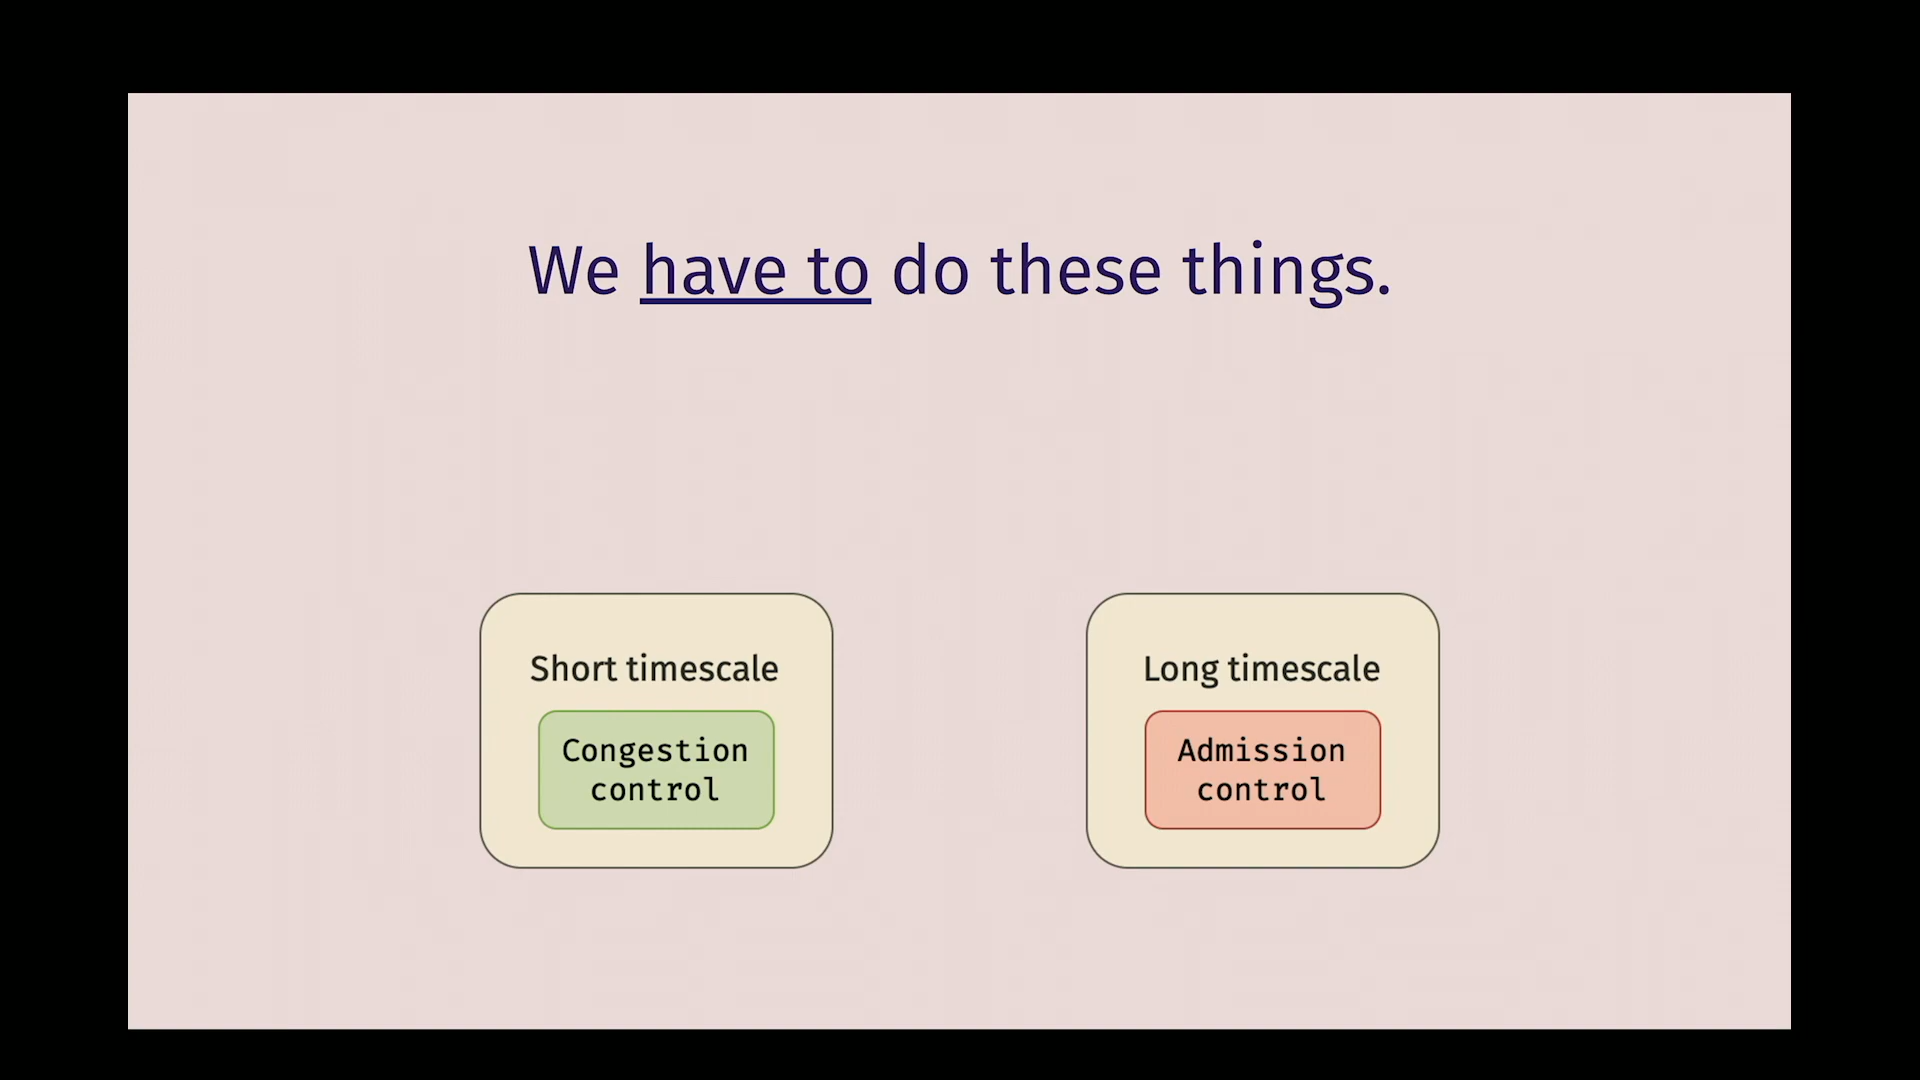 We have to do these things.
Short timescale
Congestion
control
Long timescale
Admission
control